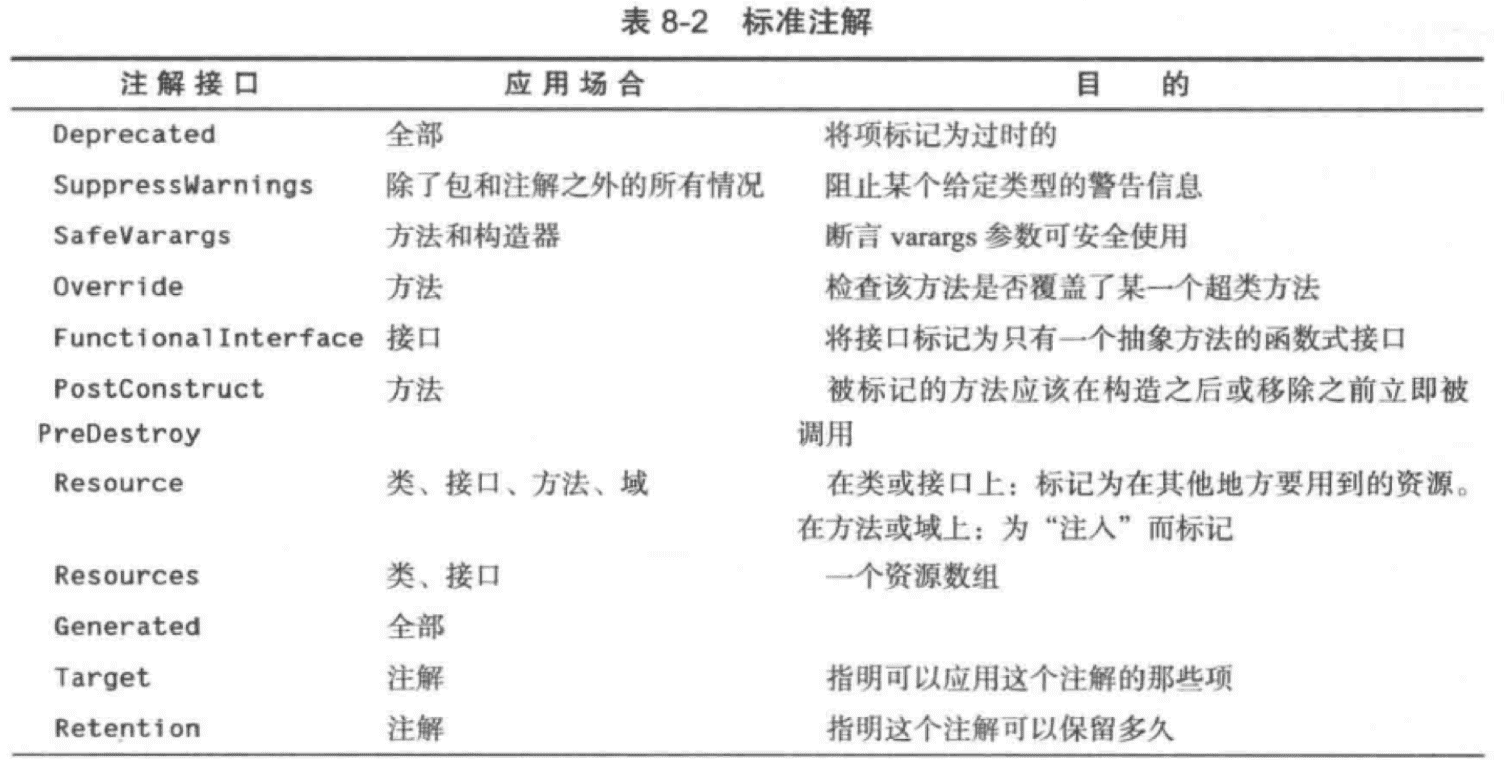 表 8-2 标准注解
注解接口 应用场合 目 的
Deprecated 全部 将项标记为过时的
SuppressWarnings 除了包和注解之外的所有情况 阻止某个给定类型的警告信息
SafeVarargs 方法和构造器 断言 varargs 参数可安全使用
Override 方法 检查该方法是否覆盖了某一个超类方法
FunctionalInterface 接口 将接口标记为只有一个抽象方法的函数式接口
PostConstruct 方法 被标记的方法应该在构造之后或移除之前立即被
PreDestroy 调用
Resource 类、接口、方法、域 在类或接口上：标记为在其他地方要用到的资源。
在方法或域上：为“注入”而标记
Resources 类、接口 一个资源数组
Generated 全部
Target 注解 指明可以应用这个注解的那些项
Retention 注解 指明这个注解可以保留多久